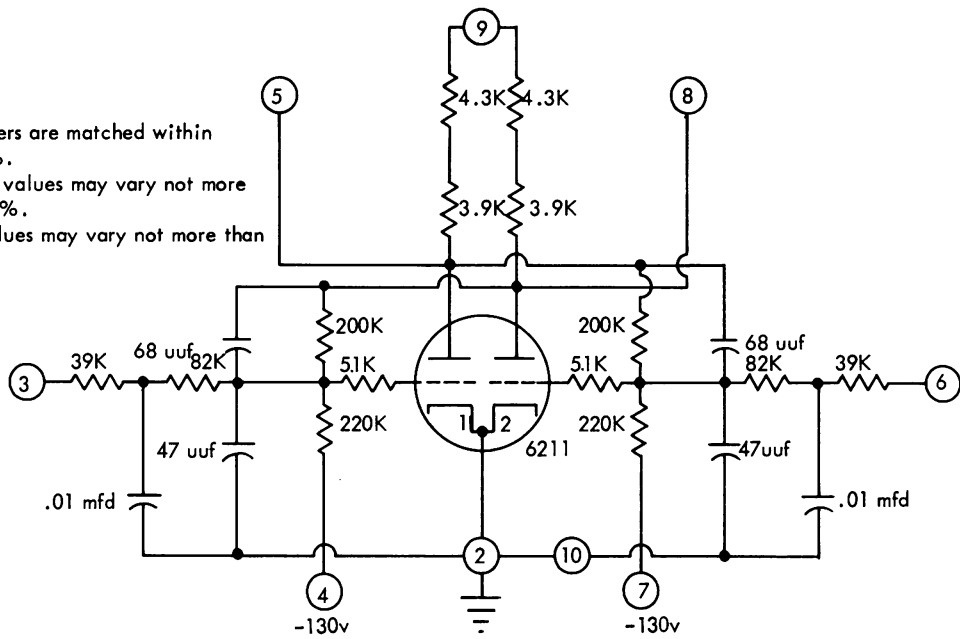 9
5
4.3K
4.3K
8
ers are matched within
values may vary not more
%.
lues may vary not more than
3.9K
3.9K
200K
200K
39K
68 uuf
82K
5.1K
5.1K
68 uuf
82K
39K
3
6
220K
1
2
220K
6211
47 uuf
47uuf
.01 mfd
.01 mfd
2
10
4
7
-130v
-130v